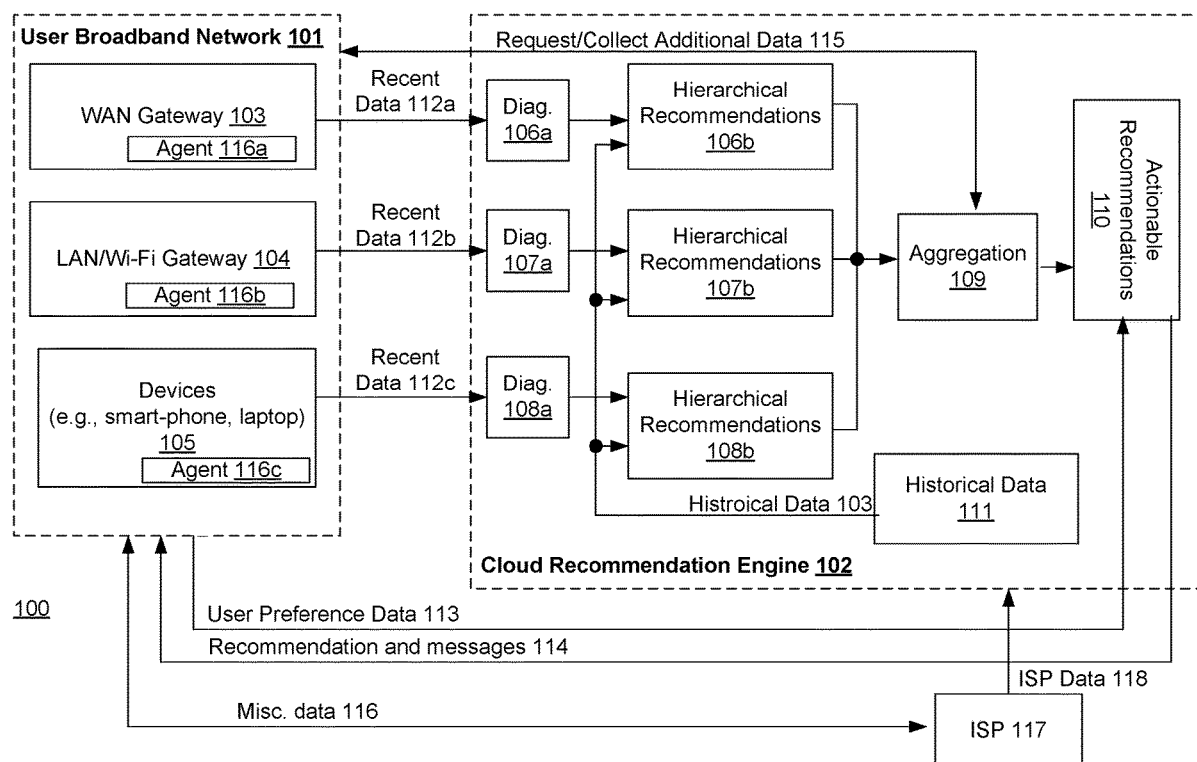 User Broadband Network 101
WAN Gateway 103
Agent 116a
LAN/Wi-Fi Gateway 104
Agent 116b
Devices
(e.g., smart-phone, laptop)
105
Agent 116c
Recent
Data 112a
Recent
Data 112b
Recent
Data 112c
Request/Collect Additional Data 115
Diag.
106a
Hierarchical
Recommendations
106b
Diag.
107a
Hierarchical
Recommendations
107b
Diag.
108a
Hierarchical
Recommendations
108b
Aggregation
109
Actionable
Recommendations
110
Histroical Data 103
Historical Data
111
Cloud Recommendation Engine 102
100
User Preference Data 113
Recommendation and messages 114
ISP Data 118
Misc. data 116
ISP 117